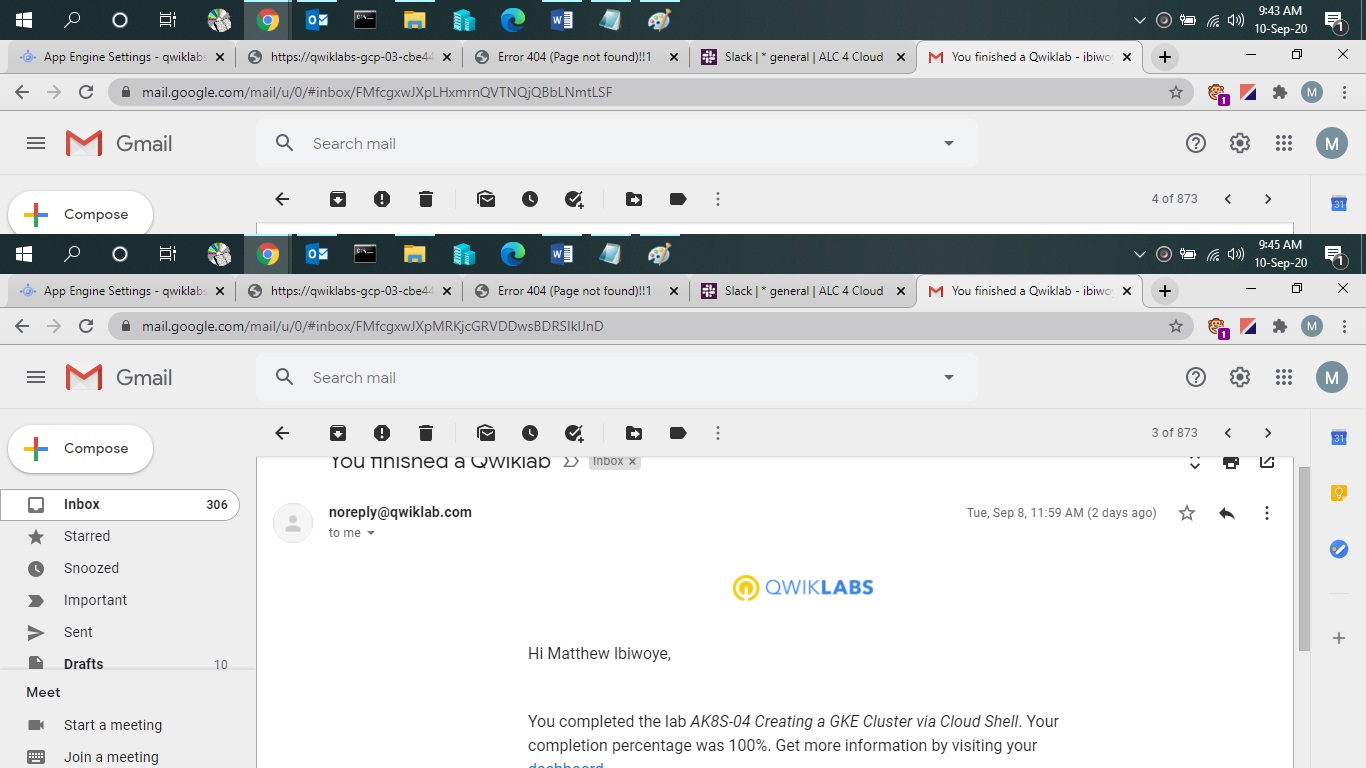 9:43 AM
10-Sep-20
1
App Engine Settings - qwiklabs
https://qwiklabs-gcp-03-cbe44
Error 404 (Page not found)!!1
Slack | * general | ALC 4 Cloud
You finished a Qwiklab - ibiwoy
mail.google.com/mail/u/0/#inbox/FMfcgxwJXpLHxmrnQVTNQjQBbLNmtLSF
1
M
Gmail
Search mail
M
Compose
4 of 873
31
9:45 AM
10-Sep-20
1
App Engine Settings - qwiklabs
https://qwiklabs-gcp-03-cbe44
Error 404 (Page not found)!!1
Slack | * general | ALC 4 Cloud
You finished a Qwiklab - ibiwoy
mail.google.com/mail/u/0/#inbox/FMfcgxwJXpMRKjcGRVDDwsBDRSlklJnD
1
M
Gmail
Search mail
M
Compose
3 of 873
31
You finished a Qwiklab
Inbox x
Inbox 306
noreply@qwiklab.com
Tue, Sep 8, 11:59 AM (2 days ago)
to me
Starred
Snoozed
Important
Sent
Drafts 10
Meet
Start a meeting
Join a meeting
QWIKLABS
Hi Matthew Ibiwoye,
You completed the lab AK8S-04 Creating a GKE Cluster via Cloud Shell. Your
completion percentage was 100%. Get more information by visiting your
dashboard